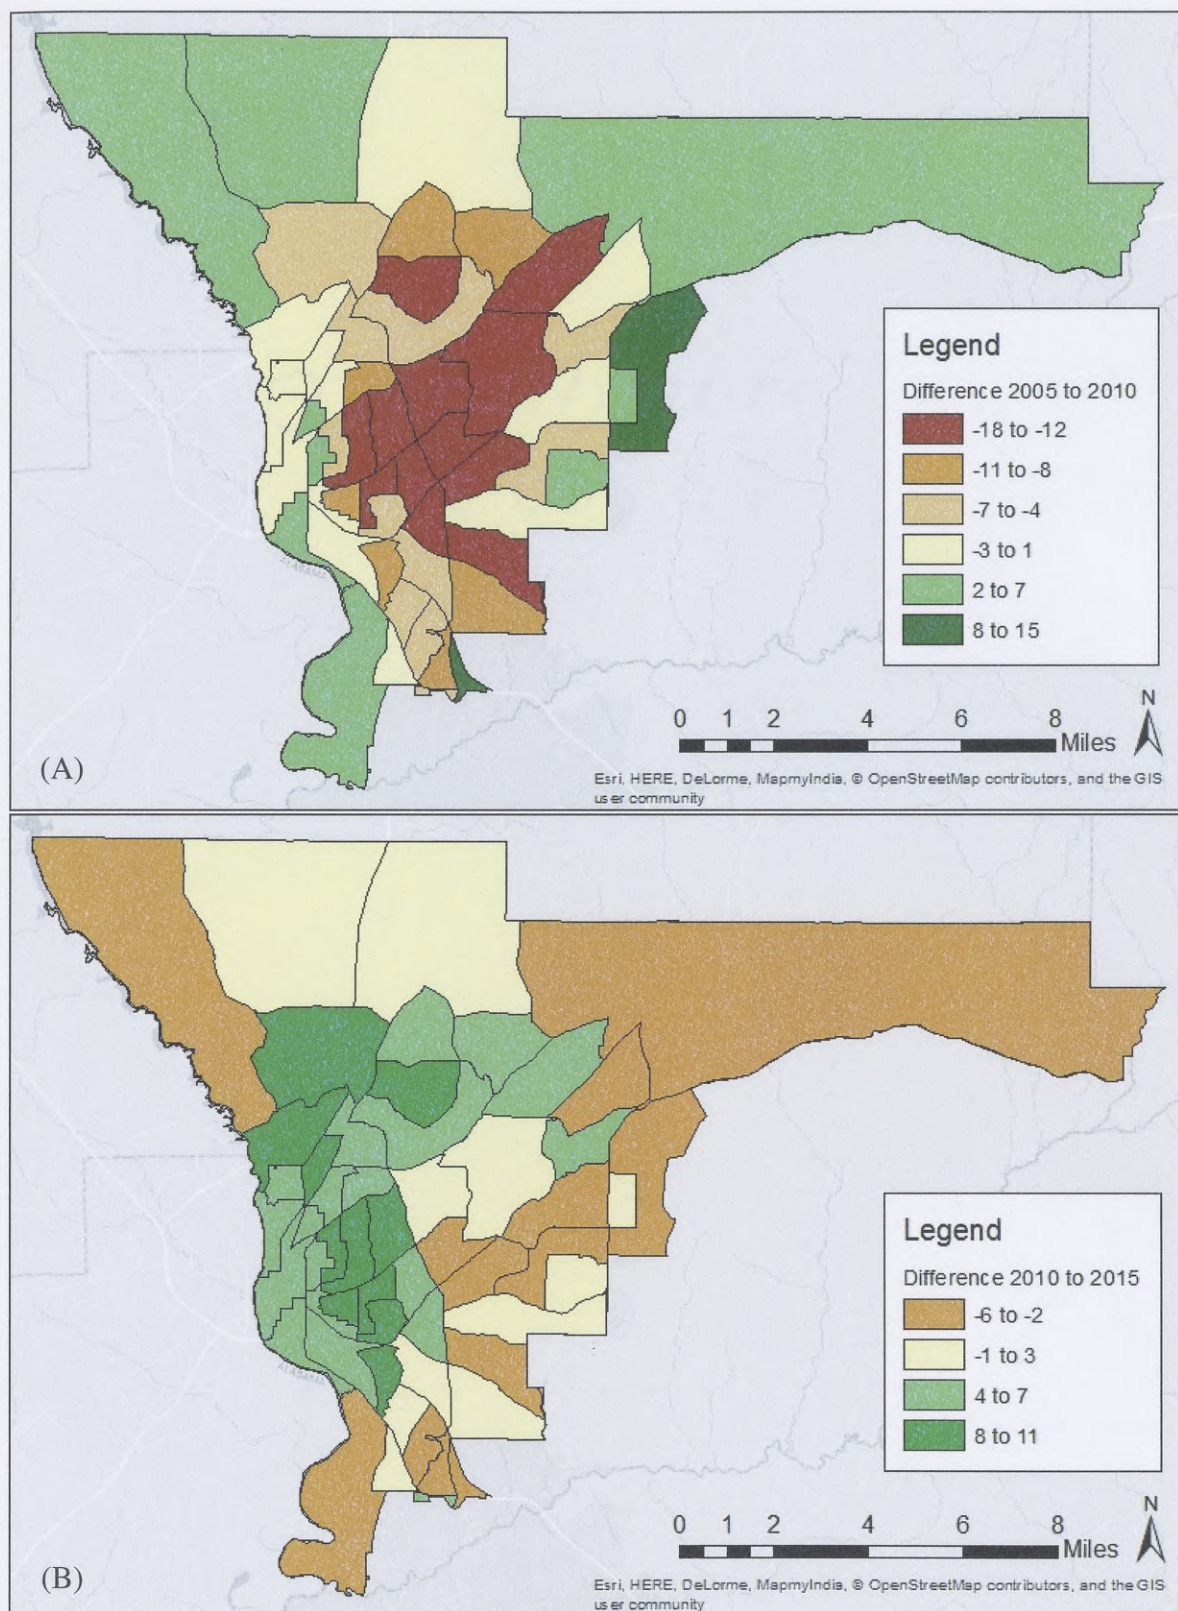 Legend
Difference 2005 to 2010
-18 to -12
-11 to -8
-7 to -4
-3 to 1
2 to 7
8 to 15
ALABAMA
N
0 1 2 4 6 8
Miles
(A)
Esri, HERE, DeLorme, MapmyIndia, © OpenStreetMap contributors, and the GIS
user community
Legend
Difference 2010 to 2015
-6 to -2
-1 to 3
4 to 7
8 to 11
ALABAMA
N
0 1 2 4 6 8
Miles
(B)
Esri, HERE, DeLorme, MapmyIndia, © OpenStreetMap contributors, and the GIS
user community